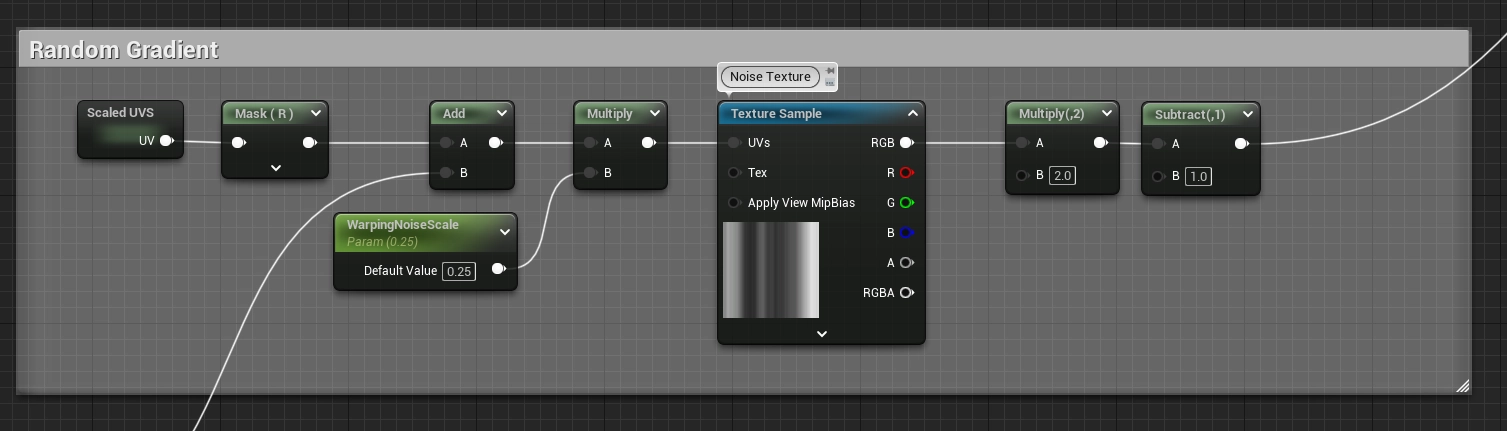 Random Gradient
Noise Texture
Scaled UVS
UV
Mask ( R )
Add
A
B
Multiply
A
B
WarpingNoiseScale
Param (0.25)
Default Value 0.25
Texture Sample
UVs RGB
Tex R
Apply View MipBias G
B
A
RGBA
Multiply(,2)
A
B 2.0
Subtract(,1)
A
B 1.0